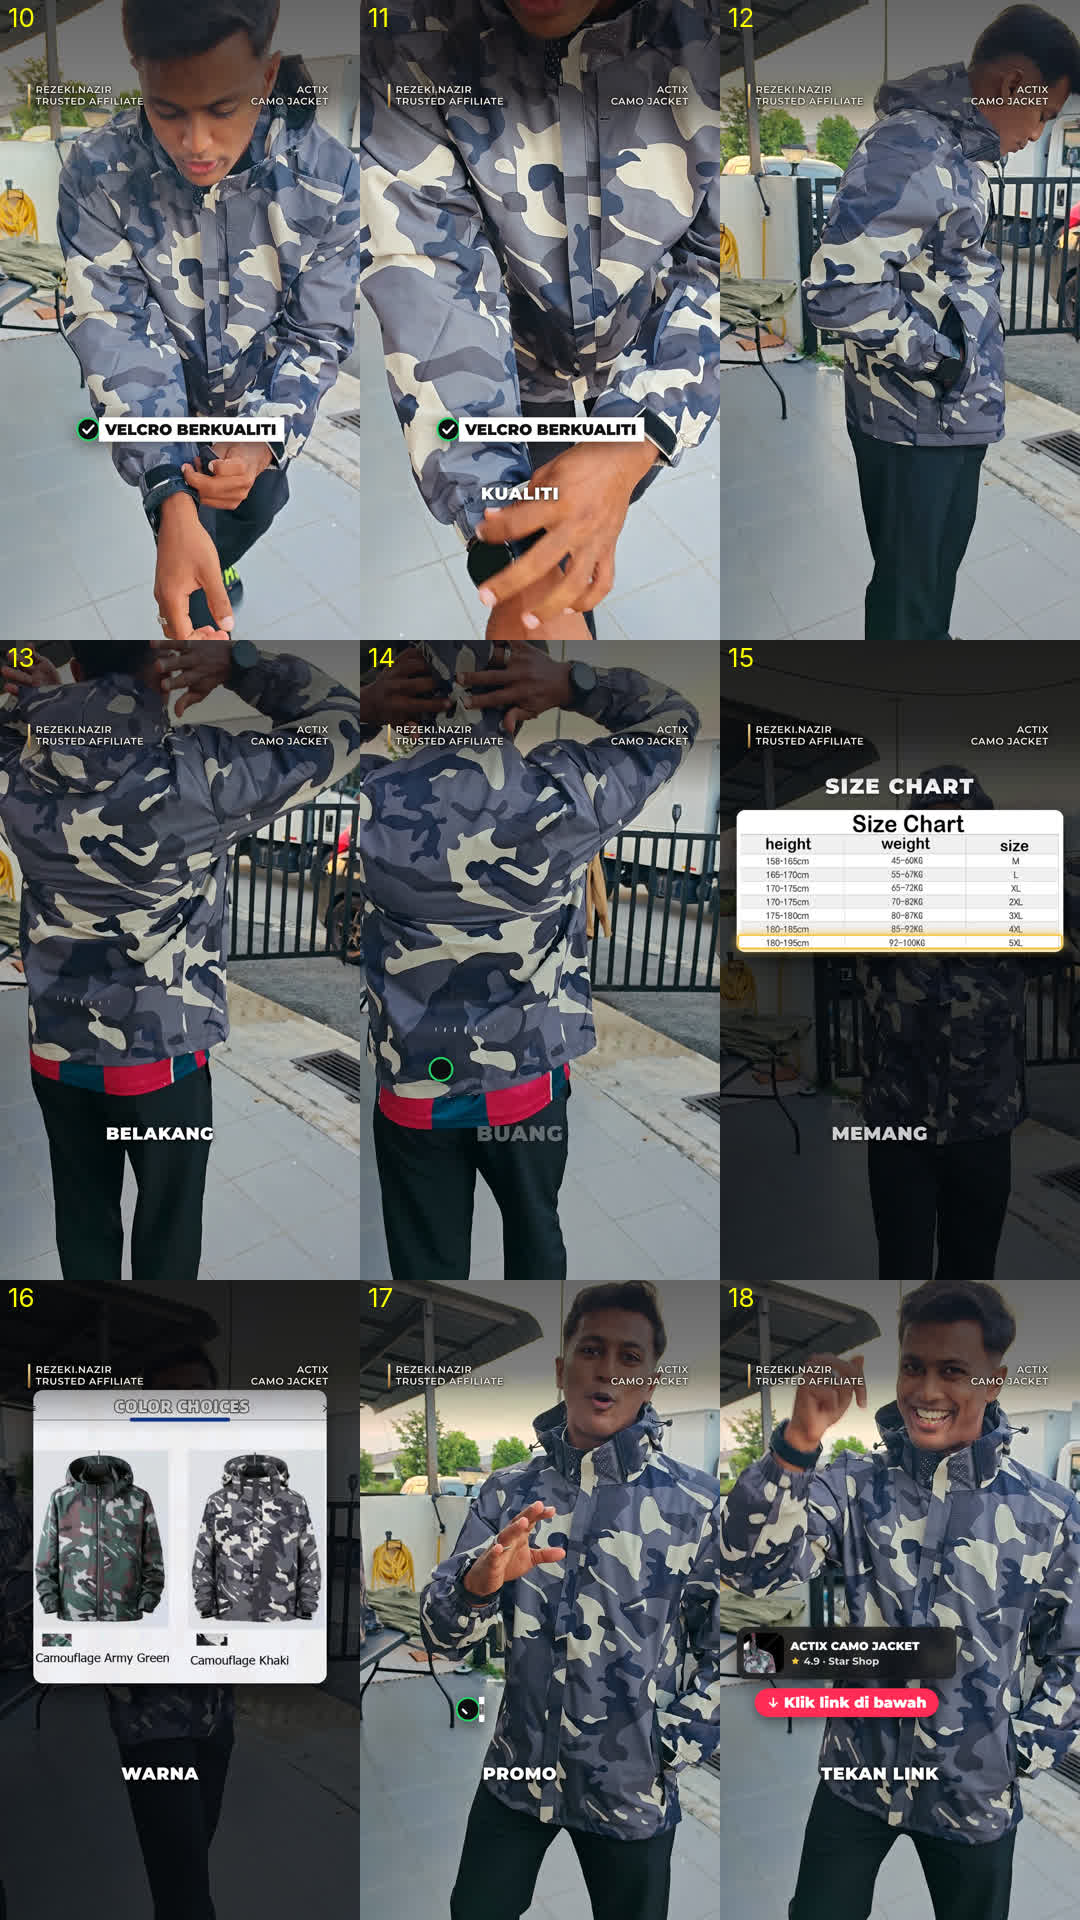 10
REZEKI.NAZIR
TRUSTED AFFILIATE
ACTIX
CAMO JACKET
VELCRO BERKUALITI
11
REZEKI.NAZIR
TRUSTED AFFILIATE
ACTIX
CAMO JACKET
VELCRO BERKUALITI
KUALITI
12
REZEKI.NAZIR
TRUSTED AFFILIATE
ACTIX
CAMO JACKET
13
REZEKI.NAZIR
TRUSTED AFFILIATE
ACTIX
CAMO JACKET
BELAKANG
14
REZEKI.NAZIR
TRUSTED AFFILIATE
ACTIX
CAMO JACKET
BUANG
15
REZEKI.NAZIR
TRUSTED AFFILIATE
ACTIX
CAMO JACKET
SIZE CHART
Size Chart
height weight size
158-165cm 45-60KG M
165-170cm 55-67KG L
170-175cm 65-72KG XL
170-175cm 70-82KG 2XL
175-180cm 80-87KG 3XL
180-185cm 85-92KG 4XL
180-195cm 92-100KG 5XL
MEMANG
16
REZEKI.NAZIR
TRUSTED AFFILIATE
ACTIX
CAMO JACKET
COLOR CHOICES
Camouflage Army Green
Camouflage Khaki
WARNA
17
REZEKI.NAZIR
TRUSTED AFFILIATE
ACTIX
CAMO JACKET
PROMO
18
REZEKI.NAZIR
TRUSTED AFFILIATE
ACTIX
CAMO JACKET
ACTIX CAMO JACKET
4.9 · Star Shop
↓ Klik link di bawah
TEKAN LINK